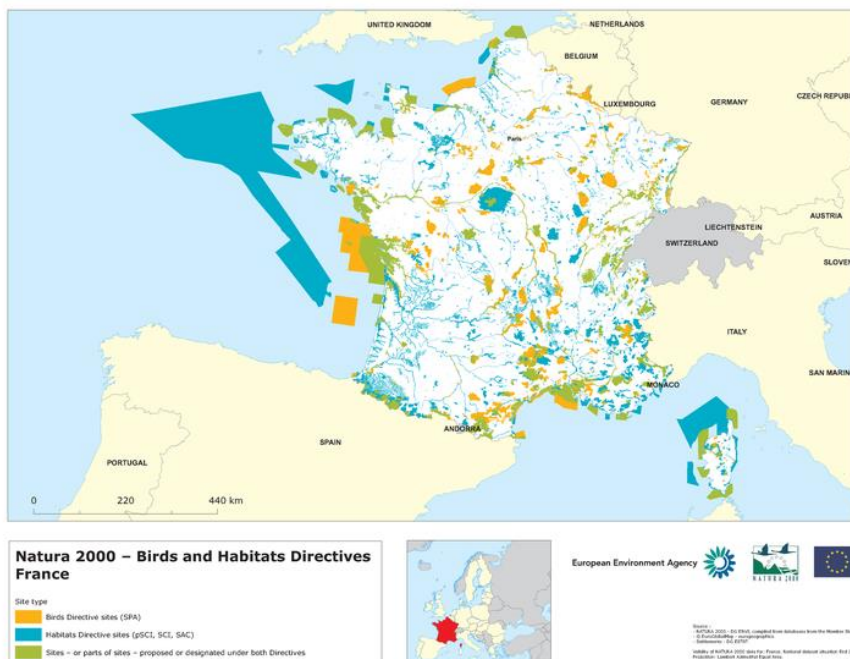 UNITED KINGDOM
NETHERLANDS
BELGIUM
LUXEMBOURG
GERMANY
CZECH REPUB
Paris
AUSTRIA
LIECHTENSTEIN
SWITZERLAND
SLOVEN
ITALY
SAN MARIN
MONACO
ANDORRA
SPAIN
PORTUGAL
0 220 440 km
Natura 2000 – Birds and Habitats Directives
France
Site type
Birds Directive sites (SPA)
Habitats Directive sites (pSCI, SCI, SAC)
Sites – or parts of sites – proposed or designated under both Directives
European Environment Agency
NATURA 2000